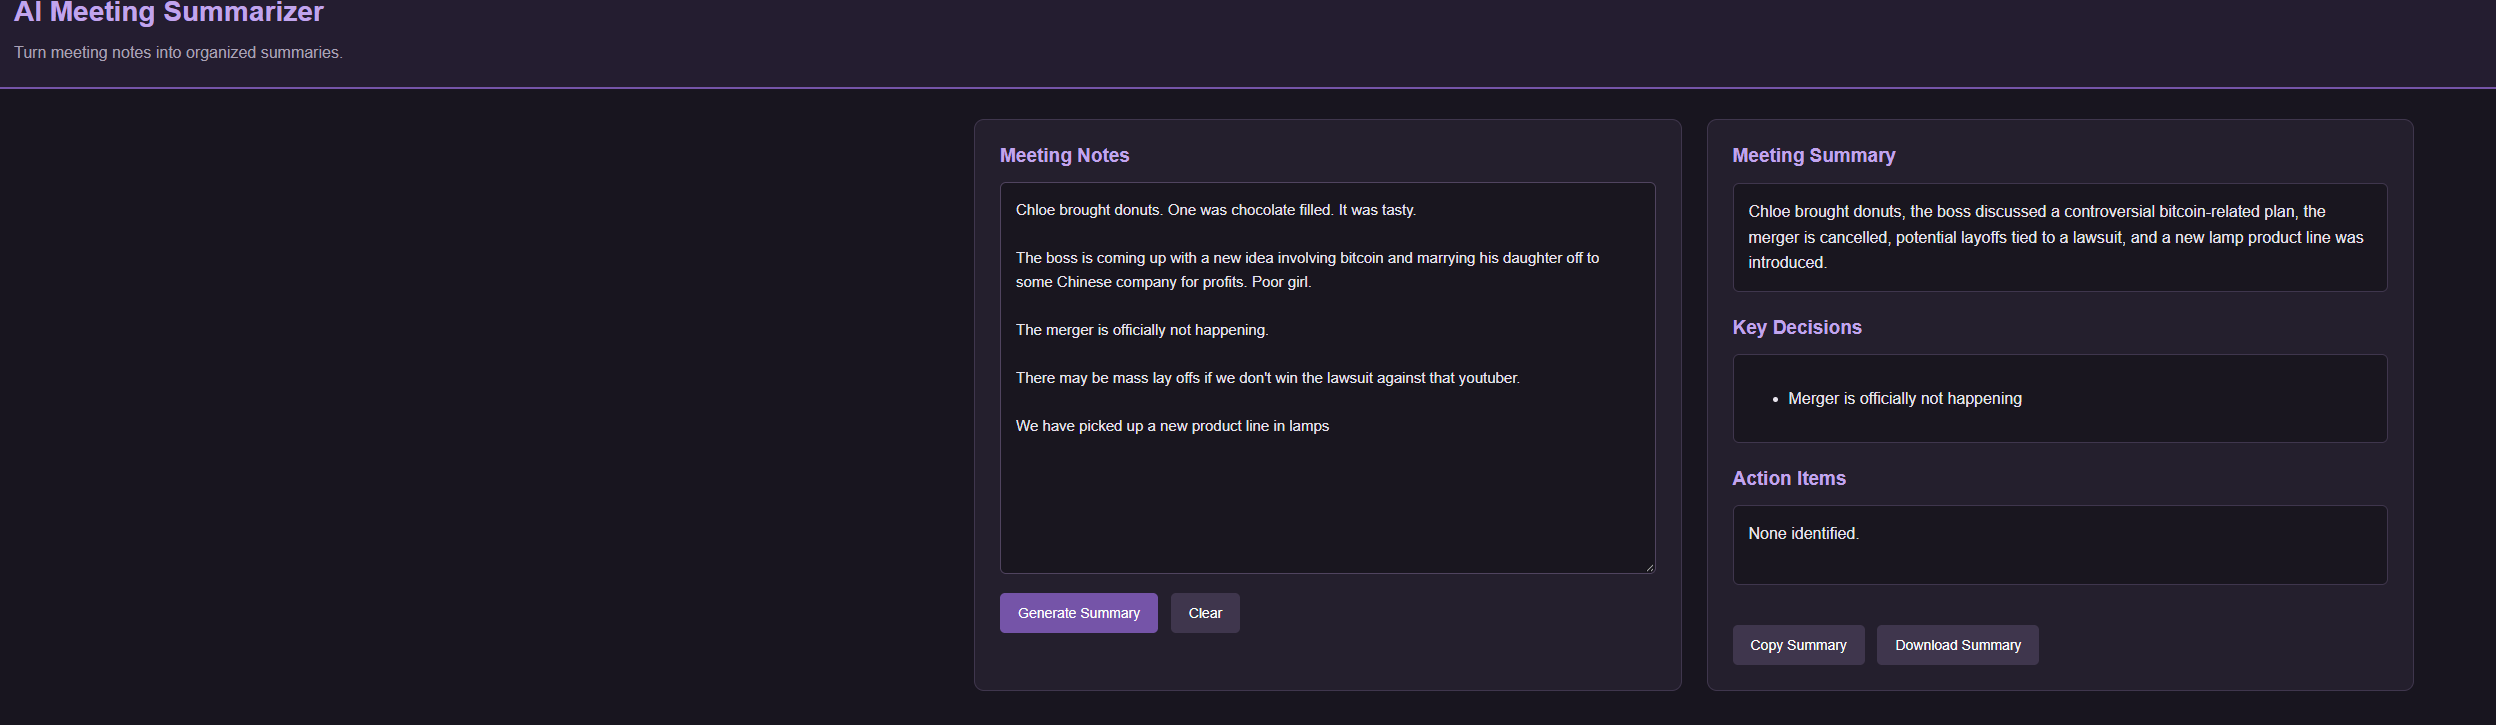 AI Meeting Summarizer
Turn meeting notes into organized summaries.
Meeting Notes
Chloe brought donuts. One was chocolate filled. It was tasty.
The boss is coming up with a new idea involving bitcoin and marrying his daughter off to
some Chinese company for profits. Poor girl.
The merger is officially not happening.
There may be mass lay offs if we don't win the lawsuit against that youtuber.
We have picked up a new product line in lamps
Generate Summary
Clear
Meeting Summary
Chloe brought donuts, the boss discussed a controversial bitcoin-related plan, the
merger is cancelled, potential layoffs tied to a lawsuit, and a new lamp product line was
introduced.
Key Decisions
• Merger is officially not happening
Action Items
None identified.
Copy Summary
Download Summary